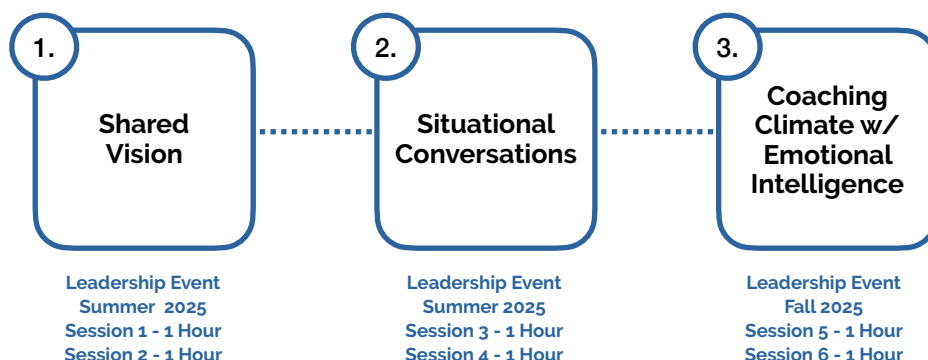 1.
Shared
Vision
Leadership Event
Summer 2025
Session 1 - 1 Hour
Session 2 - 1 Hour
2.
Situational
Conversations
Leadership Event
Summer 2025
Session 3 - 1 Hour
Session 4 - 1 Hour
3.
Coaching
Climate w/
Emotional
Intelligence
Leadership Event
Fall 2025
Session 5 - 1 Hour
Session 6 - 1 Hour